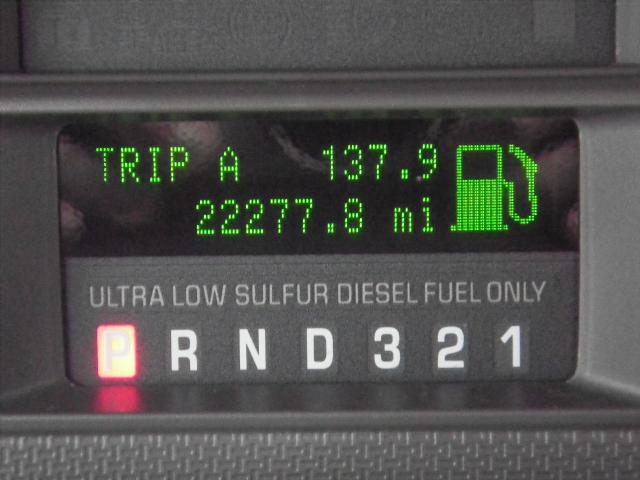 TRIP A 137.9
22277.8 mi
ULTRA LOW SULFUR DIESEL FUEL ONLY
P R N D 3 2 1